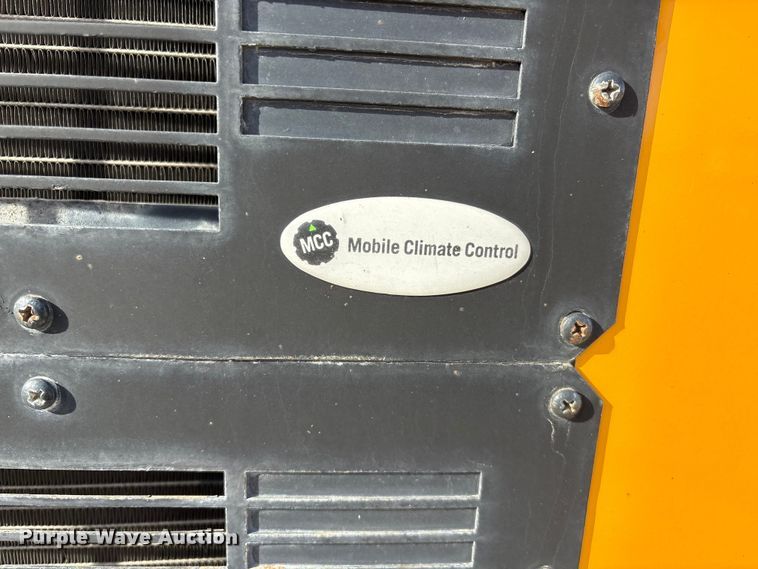 MCC Mobile Climate Control
Purple Wave Auction